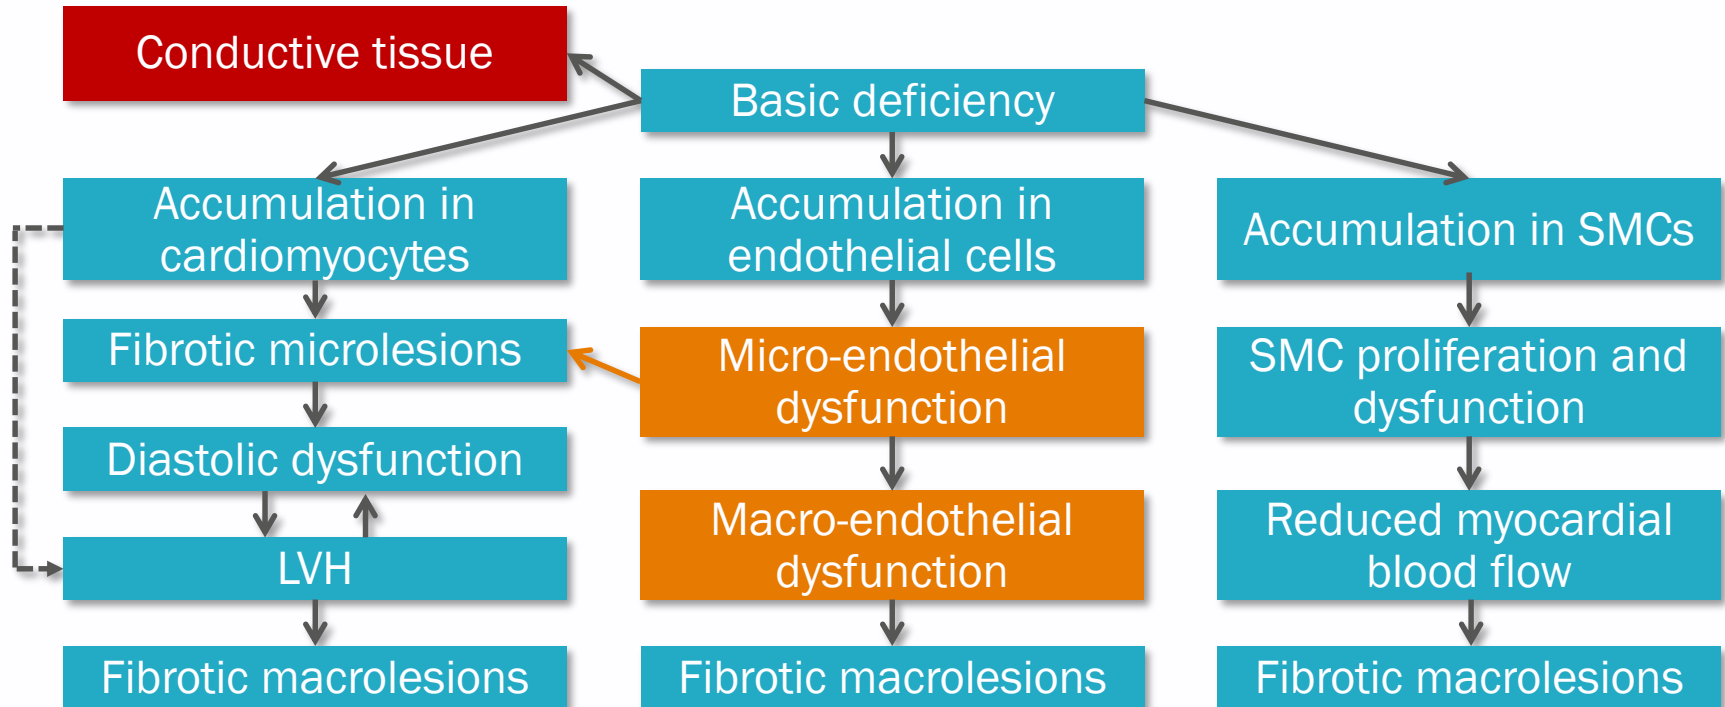 Conductive tissue
Basic deficiency
Accumulation in
cardiomyocytes
Accumulation in
endothelial cells
Accumulation in SMCs
Fibrotic microlesions
Micro-endothelial
dysfunction
SMC proliferation and
dysfunction
Diastolic dysfunction
Macro-endothelial
dysfunction
Reduced myocardial
blood flow
LVH
Fibrotic macrolesions
Fibrotic macrolesions
Fibrotic macrolesions